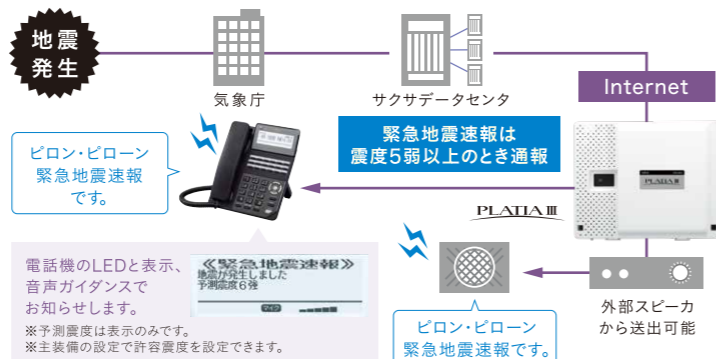 地震
発生
気象庁
サクサデータセンタ
Internet
ピロン・ピローン
緊急地震速報
です。
緊急地震速報は
震度5弱以上のとき通報
PLATIA Ⅲ
PLATIA Ⅲ
電話機のLEDと表示、
音声ガイダンスで
お知らせします。
※予測震度は表示のみです。
※主装備の設定で許容震度を設定できます。
≪緊急地震速報≫
地震が発生しました
予測震度6強
マイク
ピロン・ピローン
緊急地震速報です。
外部スピーカ
から送出可能